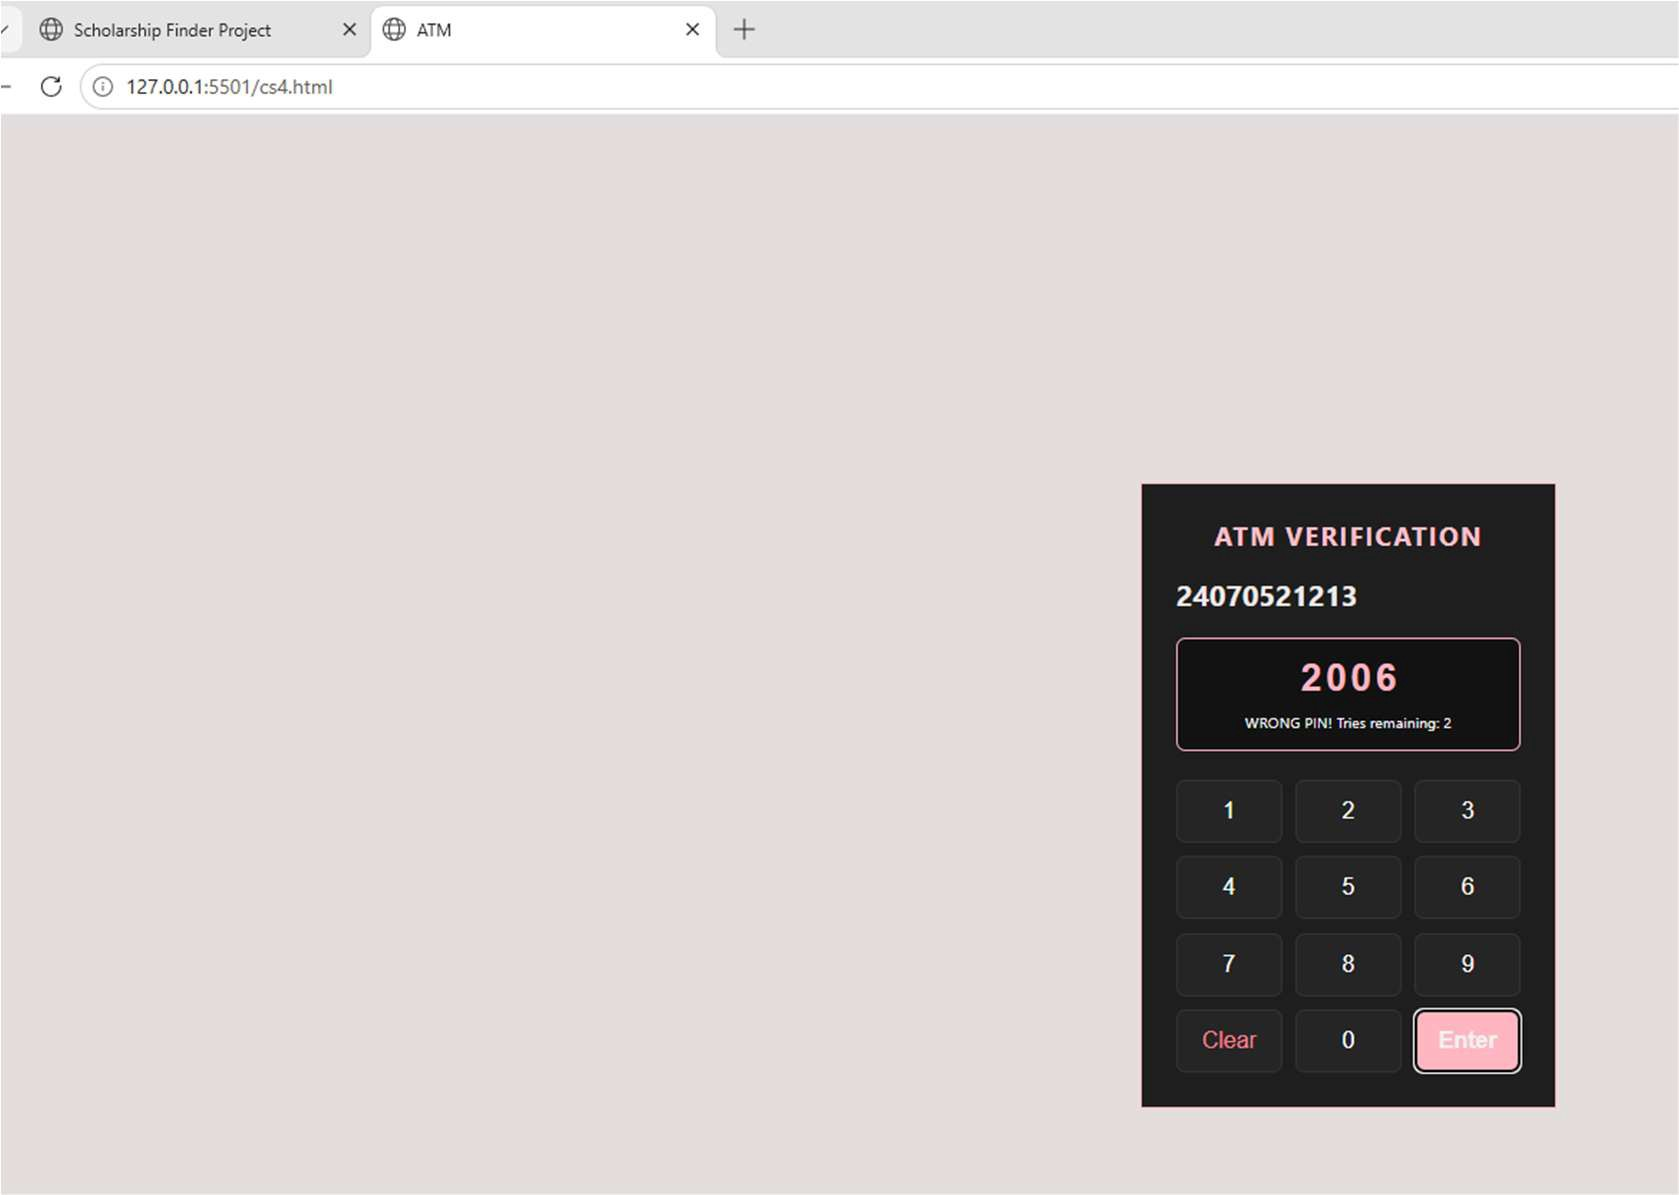 Scholarship Finder Project
ATM
127.0.0.1:5501/cs4.html
ATM VERIFICATION
24070521213
2006
WRONG PIN! Tries remaining: 2
1 2 3
4 5 6
7 8 9
Clear 0 Enter